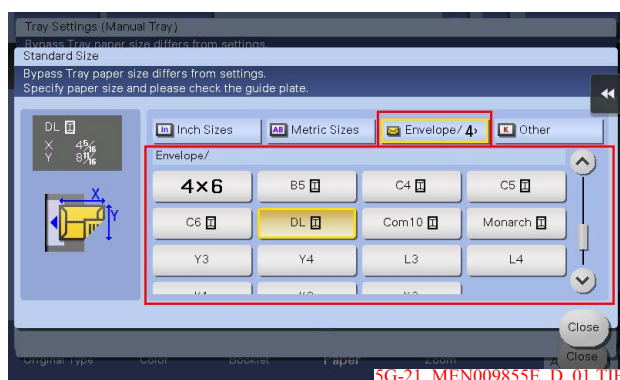 Tray Settings (Manual Tray)
Bypass Tray paper size differs from settings.
Standard Size
Bypass Tray paper size differs from settings.
Specify paper size and please check the guide plate.
DL
X 4 5/16
Y 8 11/16
X
Y
Inch Sizes
Metric Sizes
Envelope/ 4›
Other
Envelope/
4×6
B5
C4
C5
C6
DL
Com10
Monarch
Y3
Y4
L3
L4
Close
Close
Original Type
Color
Booklet
Paper
Zoom
5G-21_MEN009855E_D_01.TIF